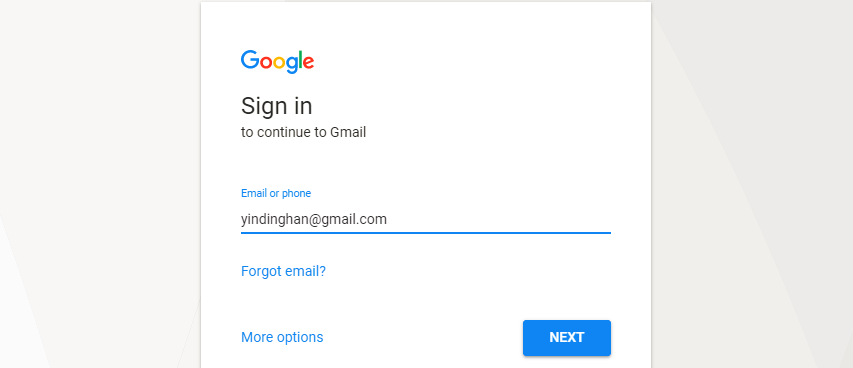 Google
Sign in
to continue to Gmail
Email or phone
yindinghan@gmail.com
Forgot email?
More options
NEXT